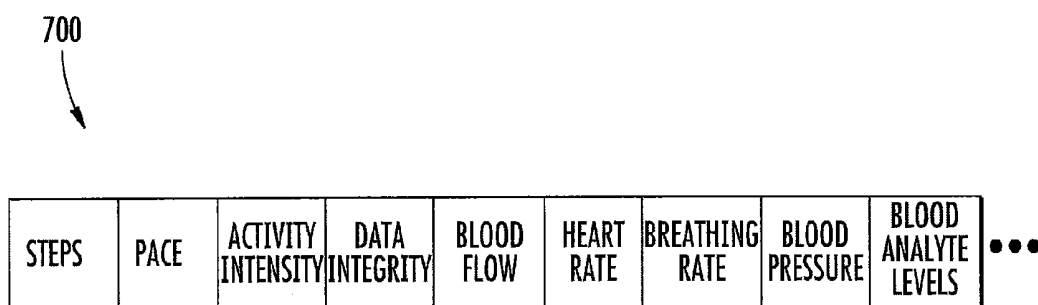 700
STEPS
PACE
ACTIVITY
INTENSITY
DATA
INTEGRITY
BLOOD
FLOW
HEART
RATE
BREATHING
RATE
BLOOD
PRESSURE
BLOOD
ANALYTE
LEVELS
•••